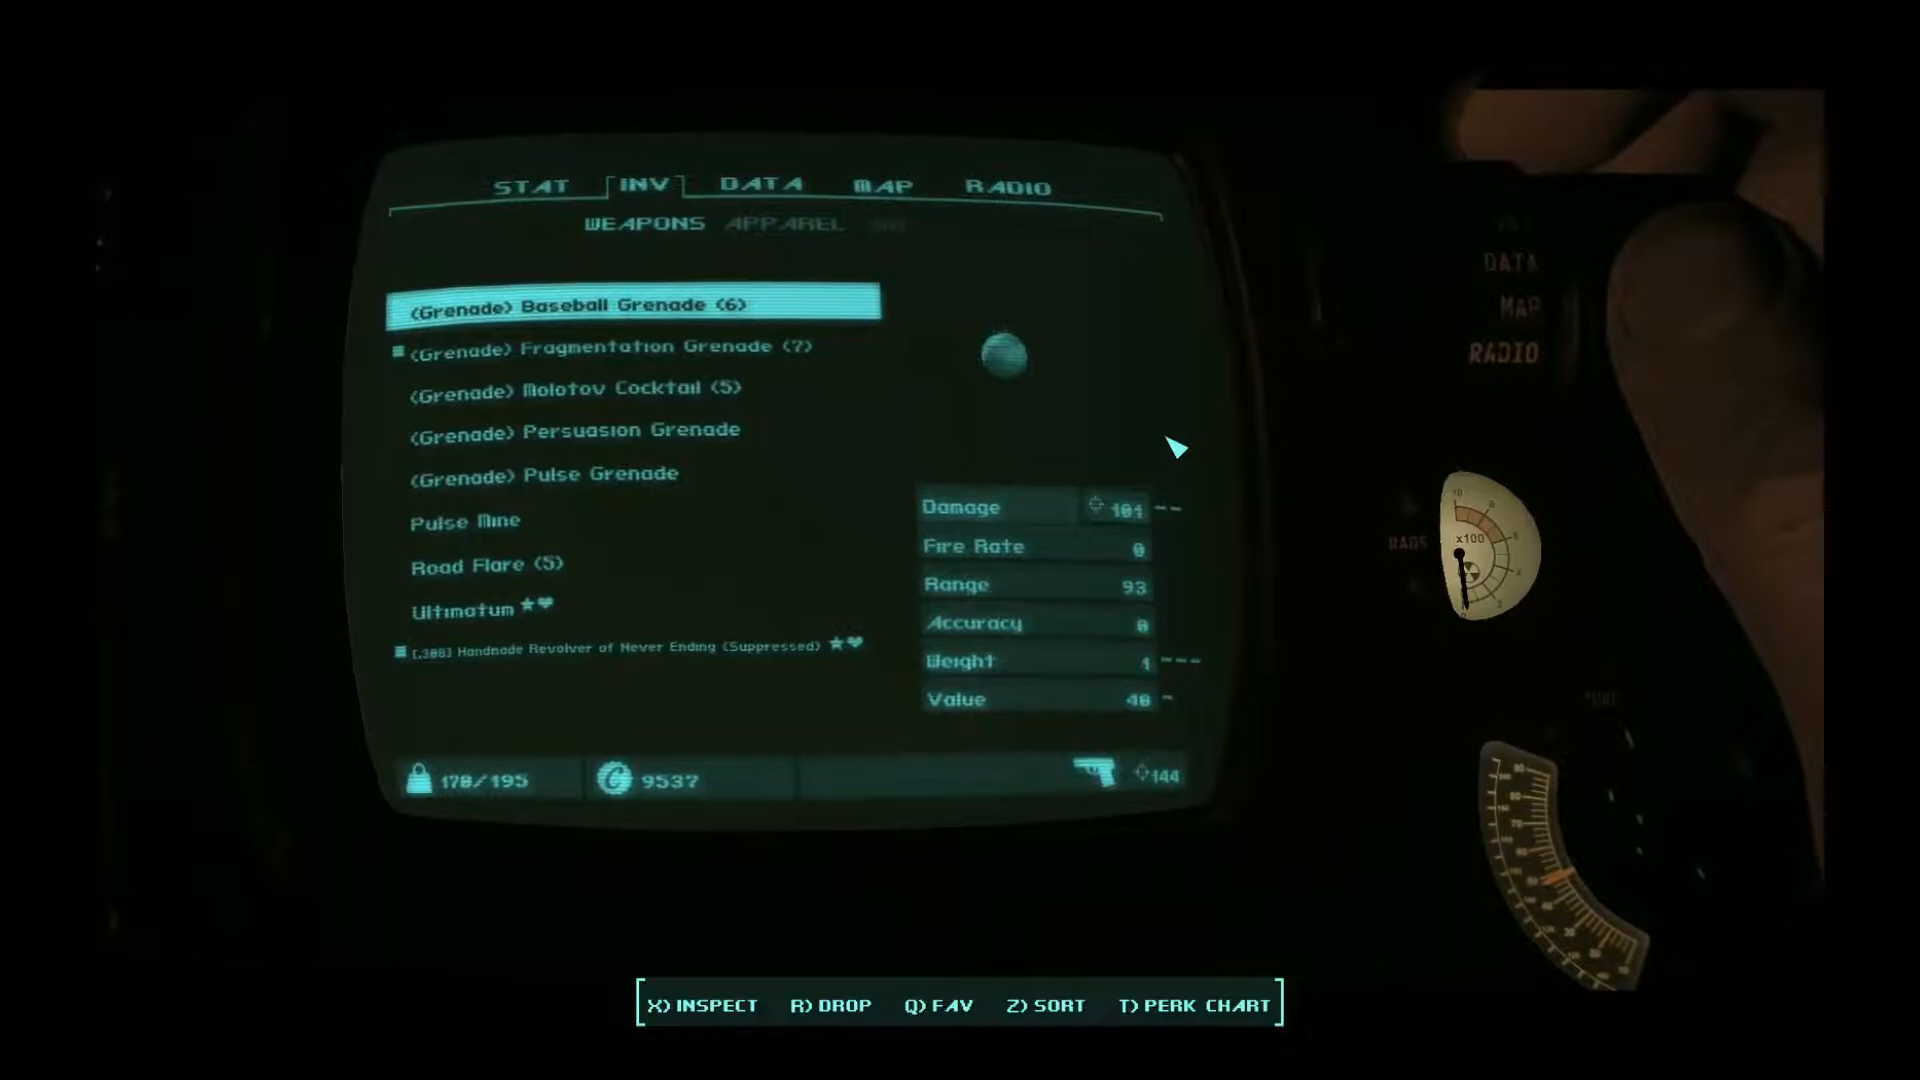 STAT INV DATA MAP RADIO
WEAPONS APPAREL
(Grenade) Baseball Grenade (6)
(Grenade) Fragmentation Grenade (7)
(Grenade) Molotov Cocktail (5)
(Grenade) Persuasion Grenade
(Grenade) Pulse Grenade
Pulse Mine
Road Flare (5)
Ultimatum
[.308] Handmade Revolver of Never Ending (Suppressed)
Damage 101
Fire Rate 0
Range 93
Accuracy 0
Weight 1
Value 40
178/195 9537 144
DATA
MAP
RADIO
RADS
x100
X) INSPECT R) DROP Q) FAV Z) SORT T) PERK CHART